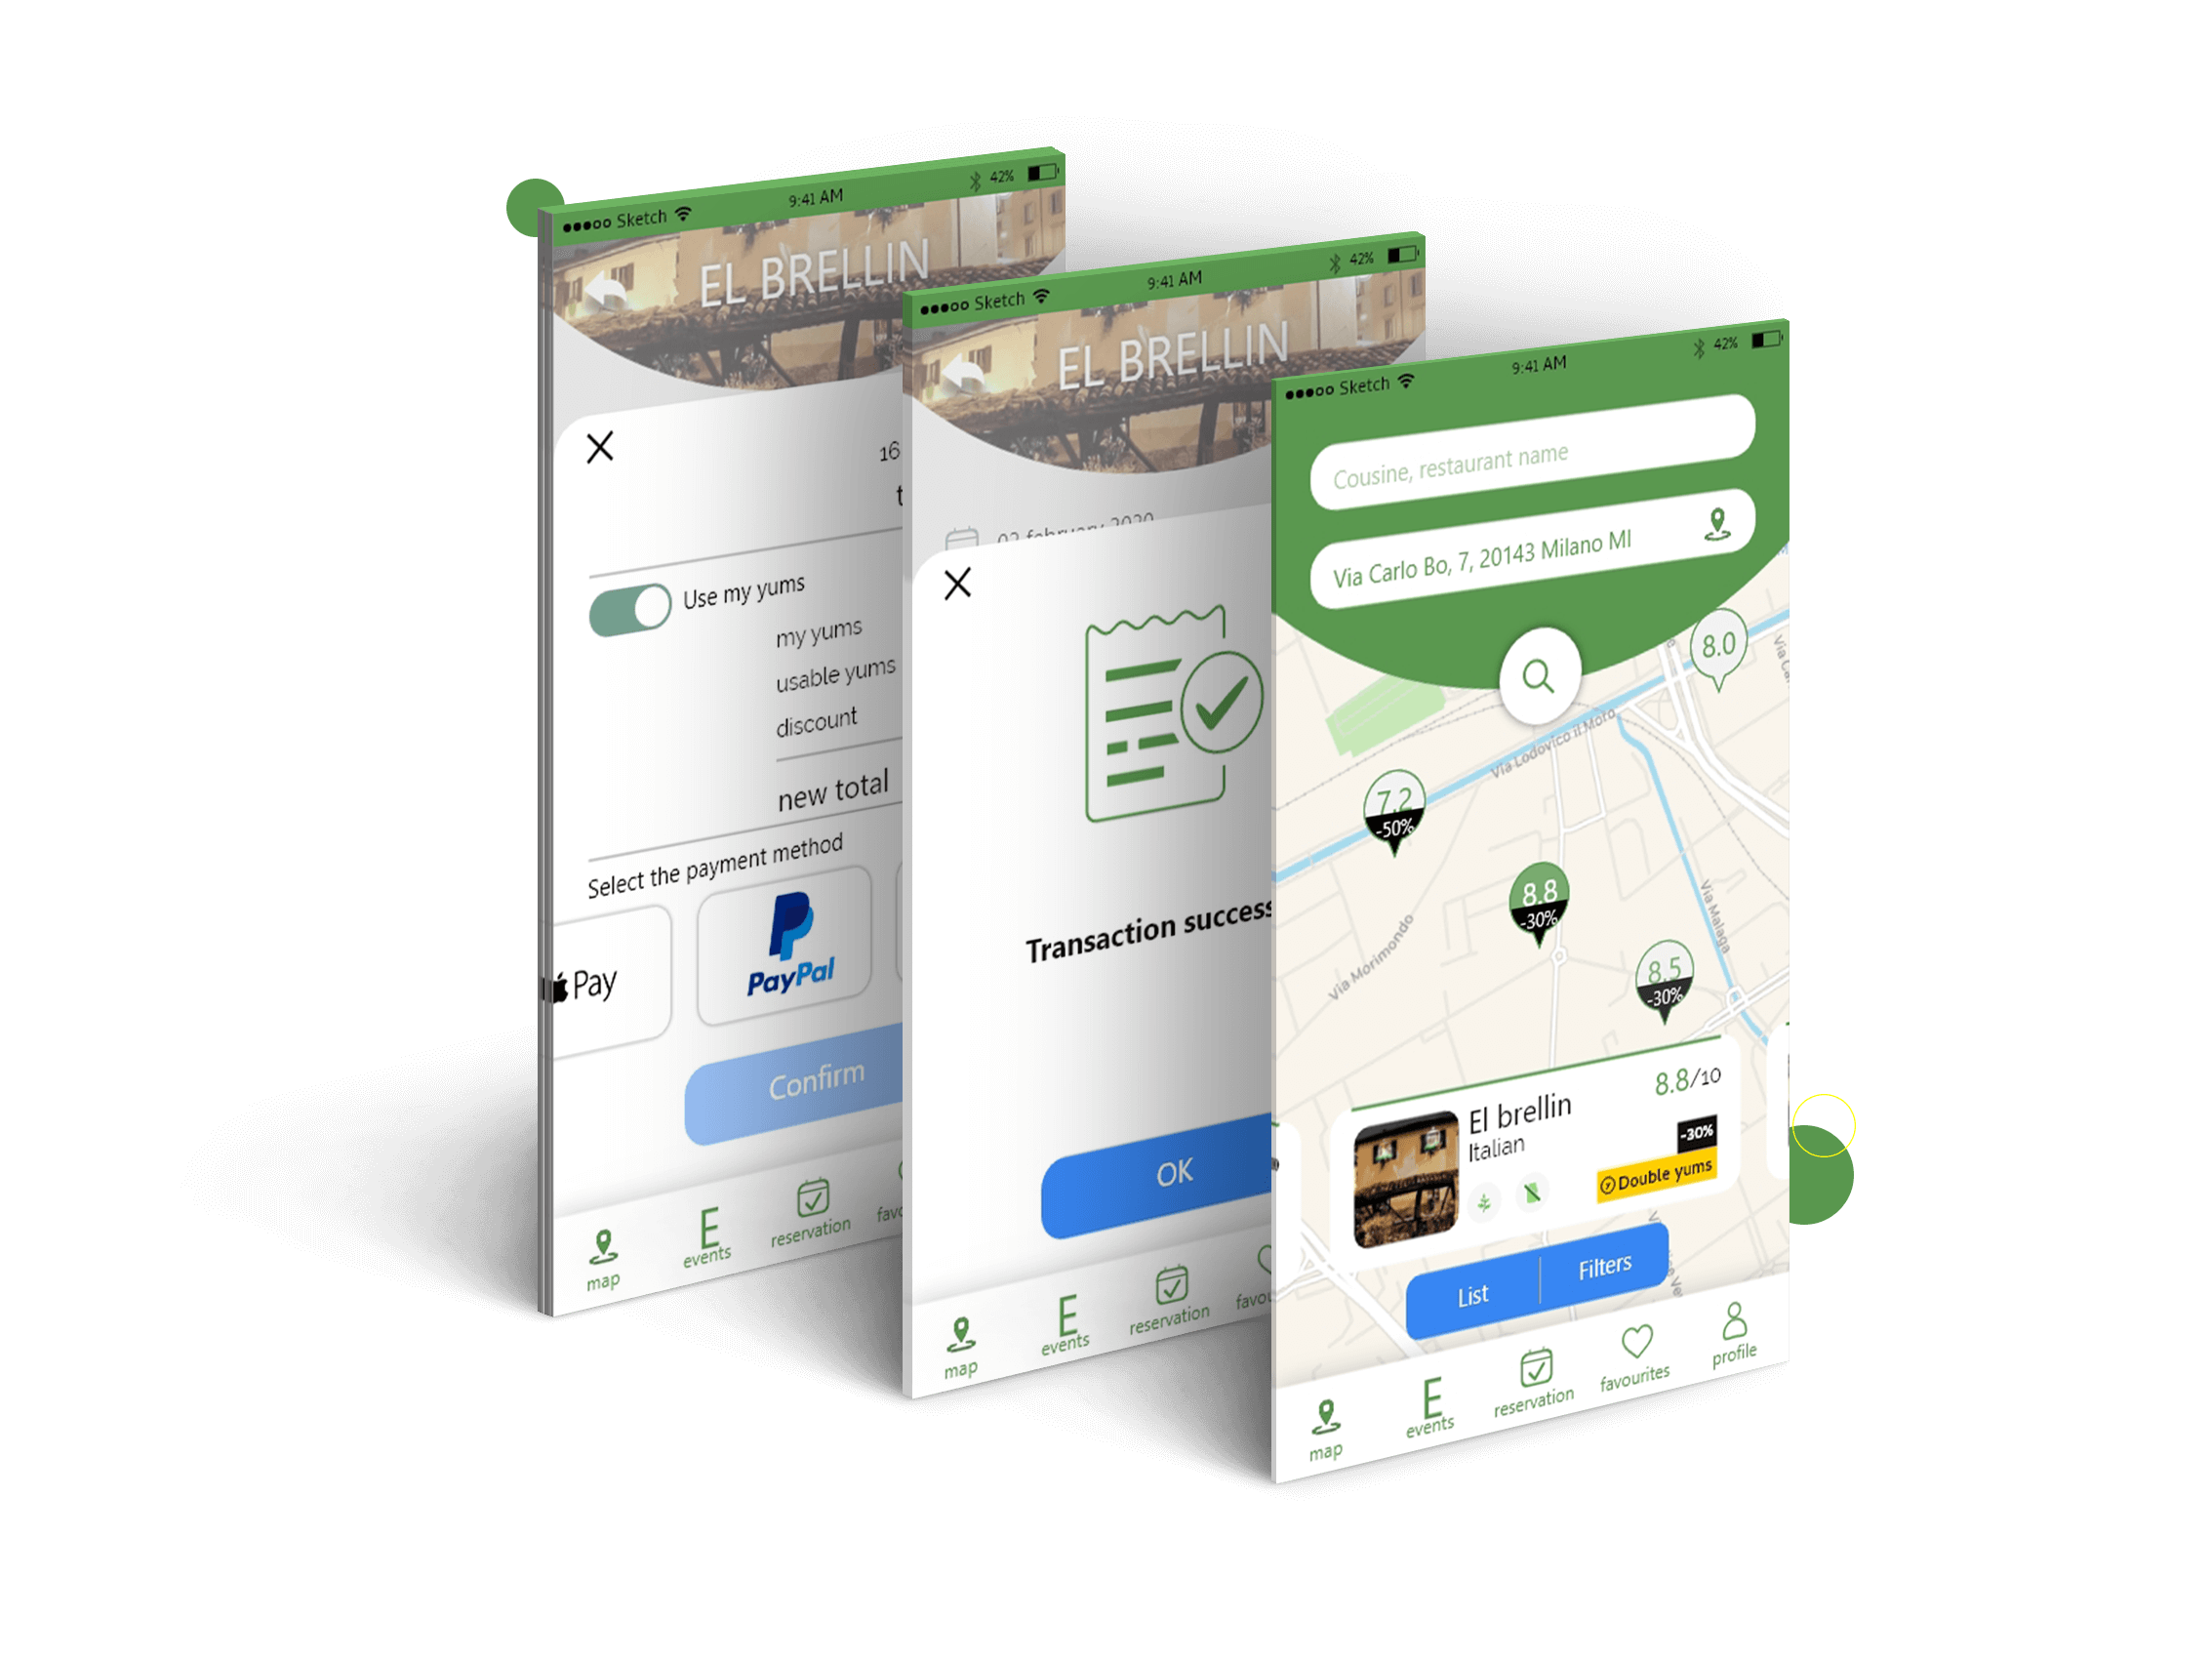 Sketch 9:41 AM 42%
EL BRELLIN
16
t
Use my yums
my yums
usable yums
discount
new total
Select the payment method
Pay
PayPal
Confirm
map
events
reservation
favo
Sketch 9:41 AM 42%
EL BRELLIN
02 february 2020
Transaction success
OK
map
E
events
reservation
favou
Sketch 9:41 AM 42%
Cousine, restaurant name
Via Carlo Bo, 7, 20143 Milano MI
8.0
Via Lodovico Il Moro
7.2
-50%
8.8
-30%
8.5
-30%
Via Malaga
Via Morimondo
8.8/10
El brellin
Italian
-30%
Double yums
List
Filters
map
E
events
reservation
favourites
profile